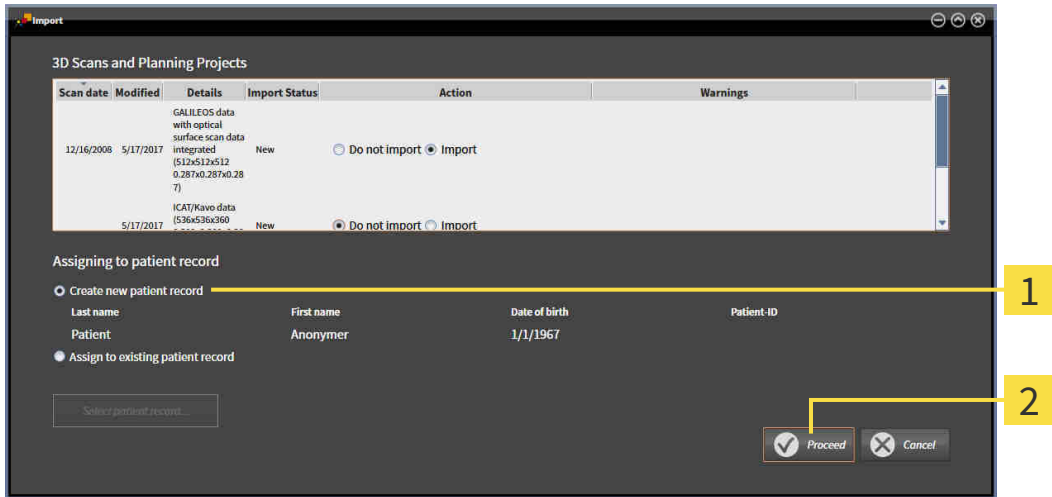 Import
3D Scans and Planning Projects
Scan date Modified Details Import Status Action Warnings
GALILEOS data
with optical
surface scan data
12/16/2008 5/17/2017 integrated New Do not import Import
(512x512x512
0.287x0.287x0.28
7)
ICAT/Kavo data
5/17/2017 (536x536x360 New Do not import Import
Assigning to patient record
Create new patient record
1
Last name First name Date of birth Patient-ID
Patient Anonymer 1/1/1967
Assign to existing patient record
Select patient record...
2
Proceed Cancel